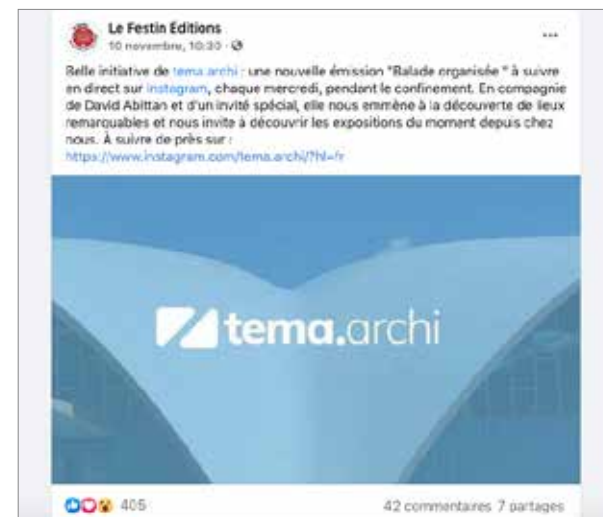 Le Festin Éditions
10 novembre, 10:30 ·
Belle initiative de tema.archi : une nouvelle émission "Balade organisée " à suivre
en direct sur Instagram, chaque mercredi, pendant le confinement. En compagnie
de David Abittan et d'un invité spécial, elle nous emmène à la découverte de lieux
remarquables et nous invite à découvrir les expositions du moment depuis chez
nous. À suivre de près sur :
https://www.instagram.com/tema.archi/?hl=fr
tema.archi
405
42 commentaires 7 partages